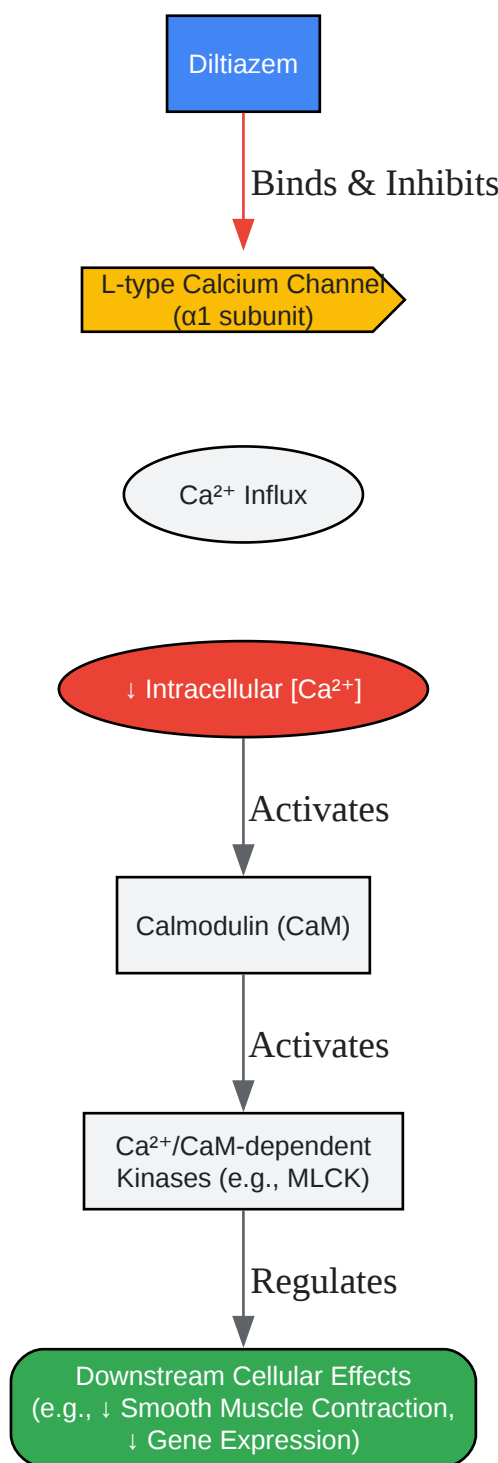 Diltiazem
Binds & Inhibits
L-type Calcium Channel
(α1 subunit)
Ca²⁺ Influx
↓ Intracellular [Ca²⁺]
Activates
Calmodulin (CaM)
Activates
Ca²⁺/CaM-dependent
Kinases (e.g., MLCK)
Regulates
Downstream Cellular Effects
(e.g., ↓ Smooth Muscle Contraction,
↓ Gene Expression)